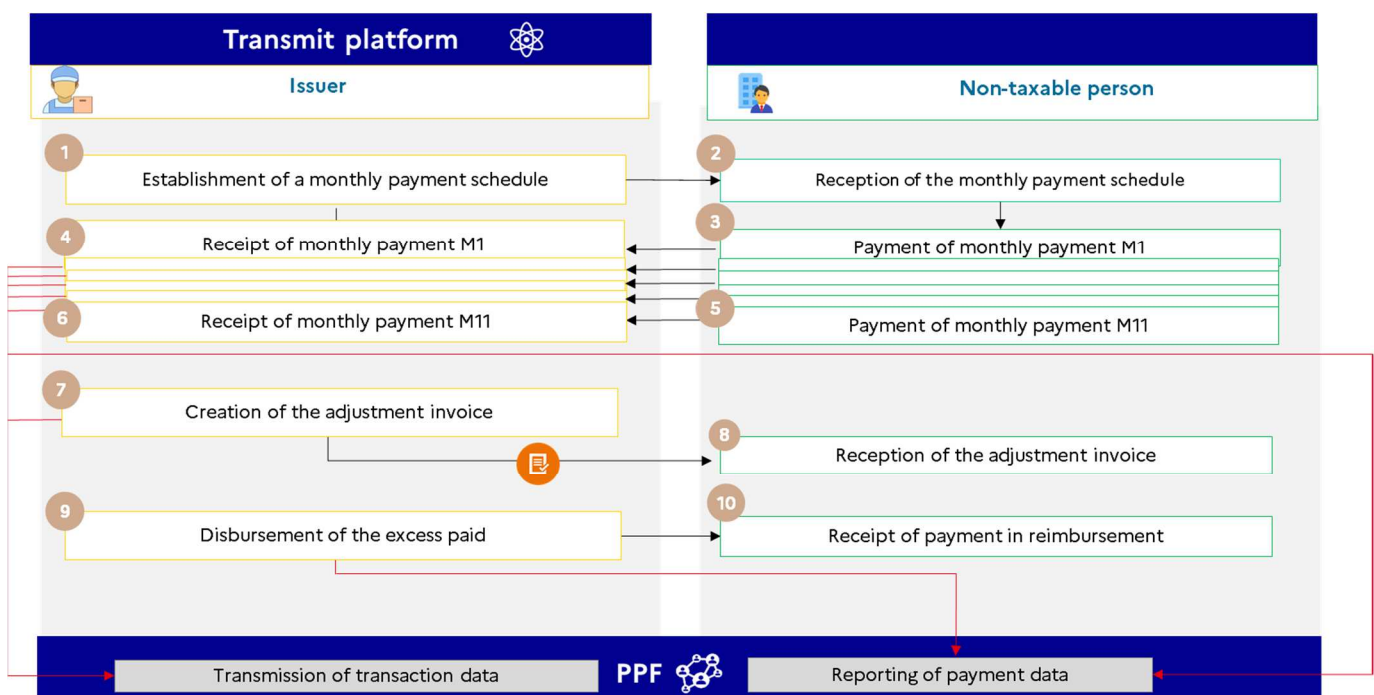 Transmit platform
Issuer
Non-taxable person
1
Establishment of a monthly payment schedule
2
Reception of the monthly payment schedule
4
Receipt of monthly payment M1
3
Payment of monthly payment M1
6
Receipt of monthly payment M11
5
Payment of monthly payment M11
7
Creation of the adjustment invoice
8
Reception of the adjustment invoice
9
Disbursement of the excess paid
10
Receipt of payment in reimbursement
Transmission of transaction data
PPF
Reporting of payment data